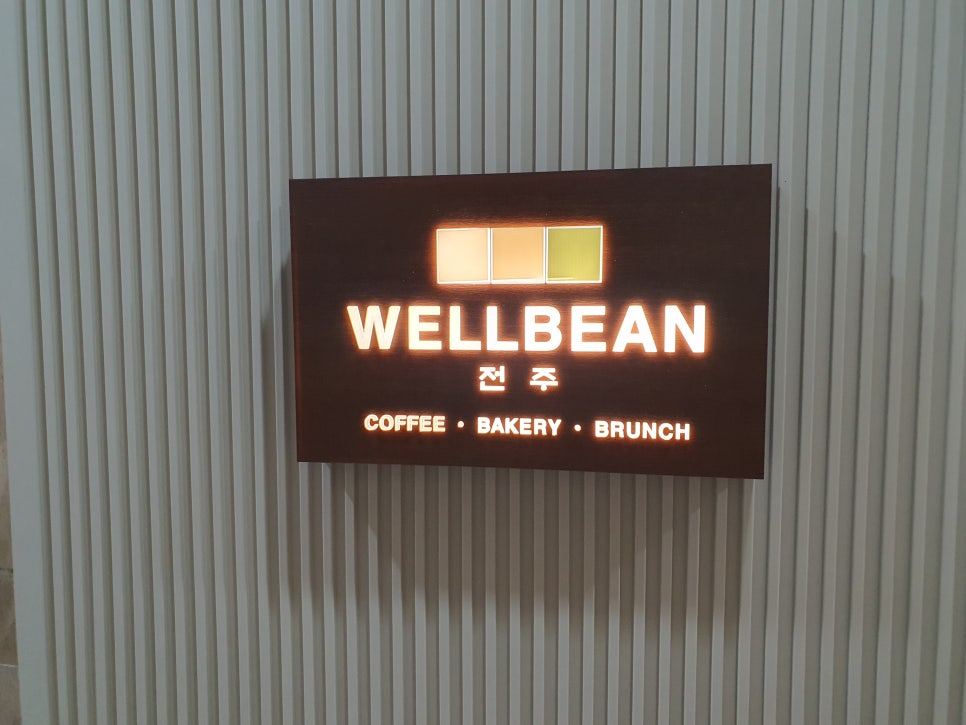 WELLBEAN
전 주
COFFEE · BAKERY · BRUNCH